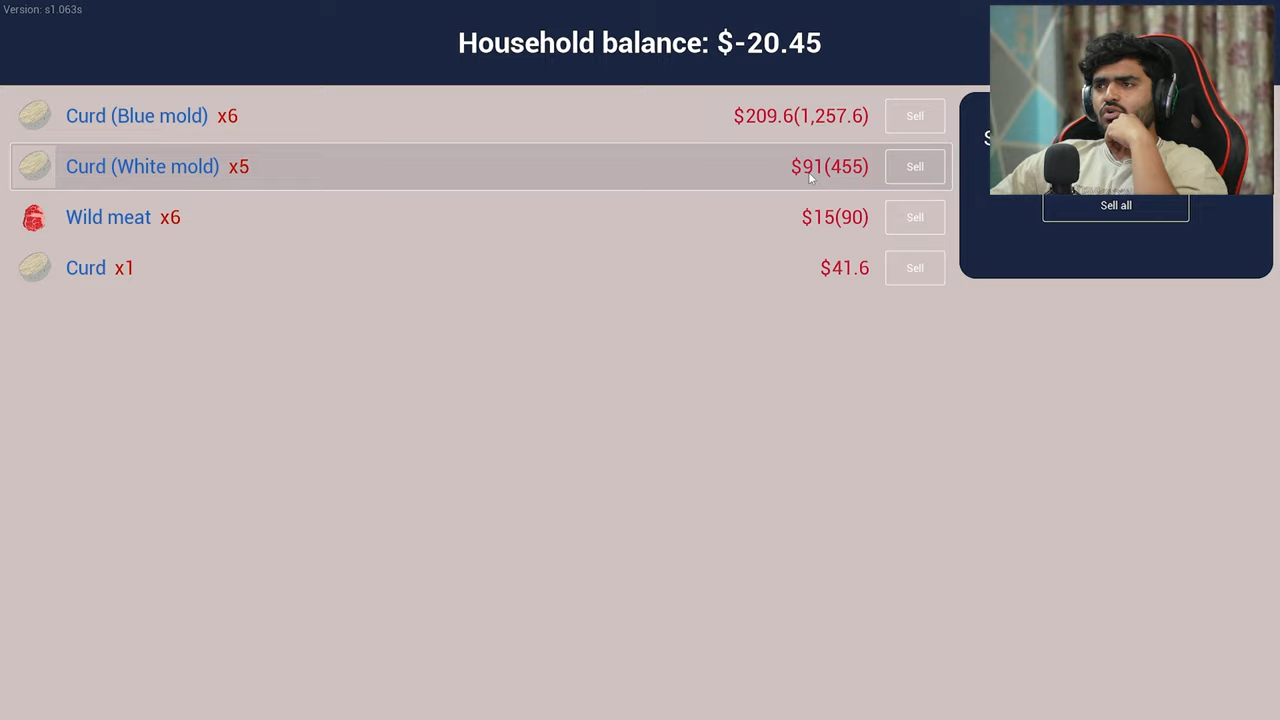 Version: s1.063s
Household balance: $-20.45
Curd (Blue mold) x6 $209.6(1,257.6) Sell
Curd (White mold) x5 $91(455) Sell
Wild meat x6 $15(90) Sell
Sell all
Curd x1 $41.6 Sell